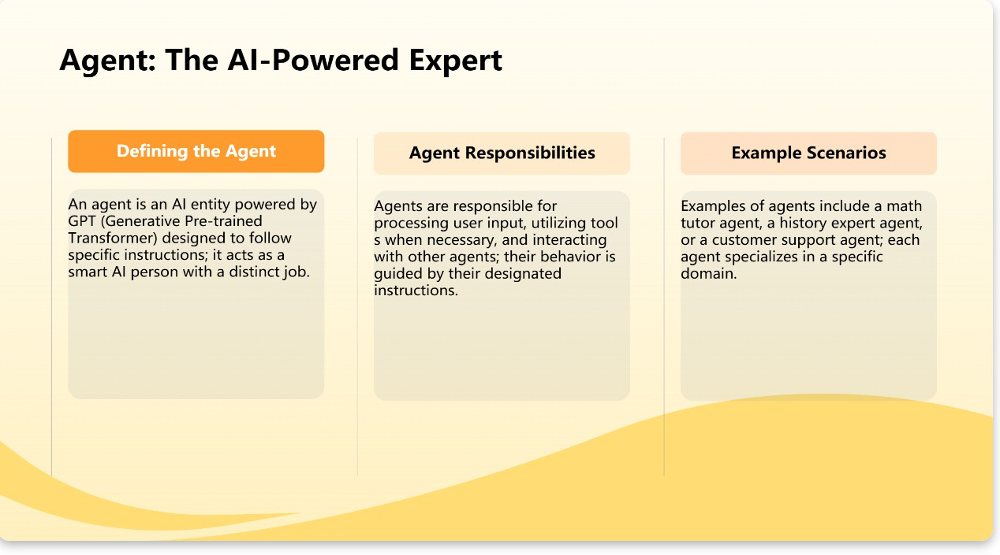 Agent: The AI-Powered Expert
Defining the Agent
An agent is an AI entity powered by
GPT (Generative Pre-trained
Transformer) designed to follow
specific instructions; it acts as a
smart AI person with a distinct job.
Agent Responsibilities
Agents are responsible for
processing user input, utilizing tool
s when necessary, and interacting
with other agents; their behavior is
guided by their designated
instructions.
Example Scenarios
Examples of agents include a math
tutor agent, a history expert agent,
or a customer support agent; each
agent specializes in a specific
domain.